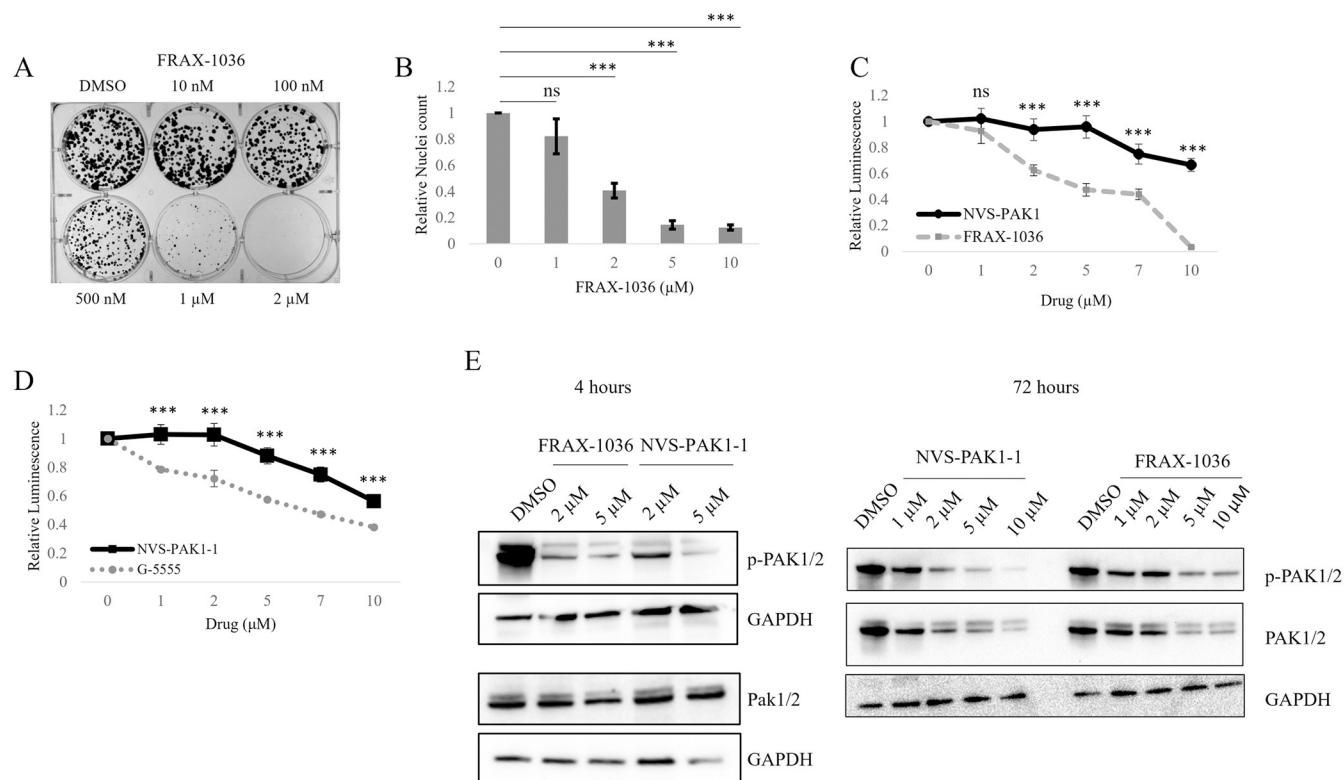 A
FRAX-1036
DMSO 10 nM 100 nM
500 nM 1 µM 2 µM
B
***
***
***
ns
Relative Nuclei count
1.2
1
0.8
0.6
0.4
0.2
0
0 1 2 5 10
FRAX-1036 (µM)
C
ns *** *** *** ***
Relative Luminescence
1.2
1
0.8
0.6
0.4
0.2
0
NVS-PAK1
FRAX-1036
0 1 2 5 7 10
Drug (µM)
D
*** *** *** *** ***
Relative Luminescence
1.2
1
0.8
0.6
0.4
0.2
0
NVS-PAK1-1
G-5555
0 1 2 5 7 10
Drug (µM)
E
4 hours
FRAX-1036 NVS-PAK1-1
DMSO 2 µM 5 µM 2 µM 5 µM
p-PAK1/2
GAPDH
Pak1/2
GAPDH
72 hours
NVS-PAK1-1 FRAX-1036
DMSO 1 µM 2 µM 5 µM 10 µM DMSO 1 µM 2 µM 5 µM 10 µM
p-PAK1/2
PAK1/2
GAPDH